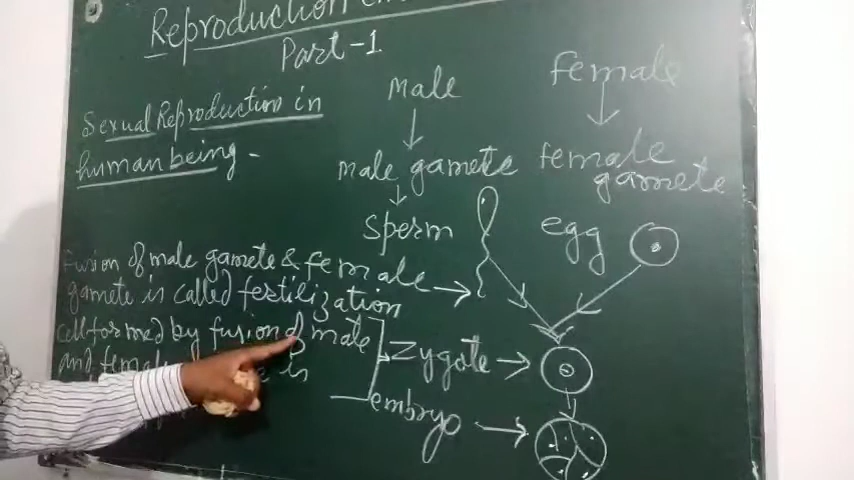 Reproduction
Part-1
Sexual Reproduction in
human being -
Male
female
male gamete
female
gamete
sperm
egg
Fusion of male gamete & female
gamete is called fertilization
cell formed by fusion of male
and
is
Zygote
embryo